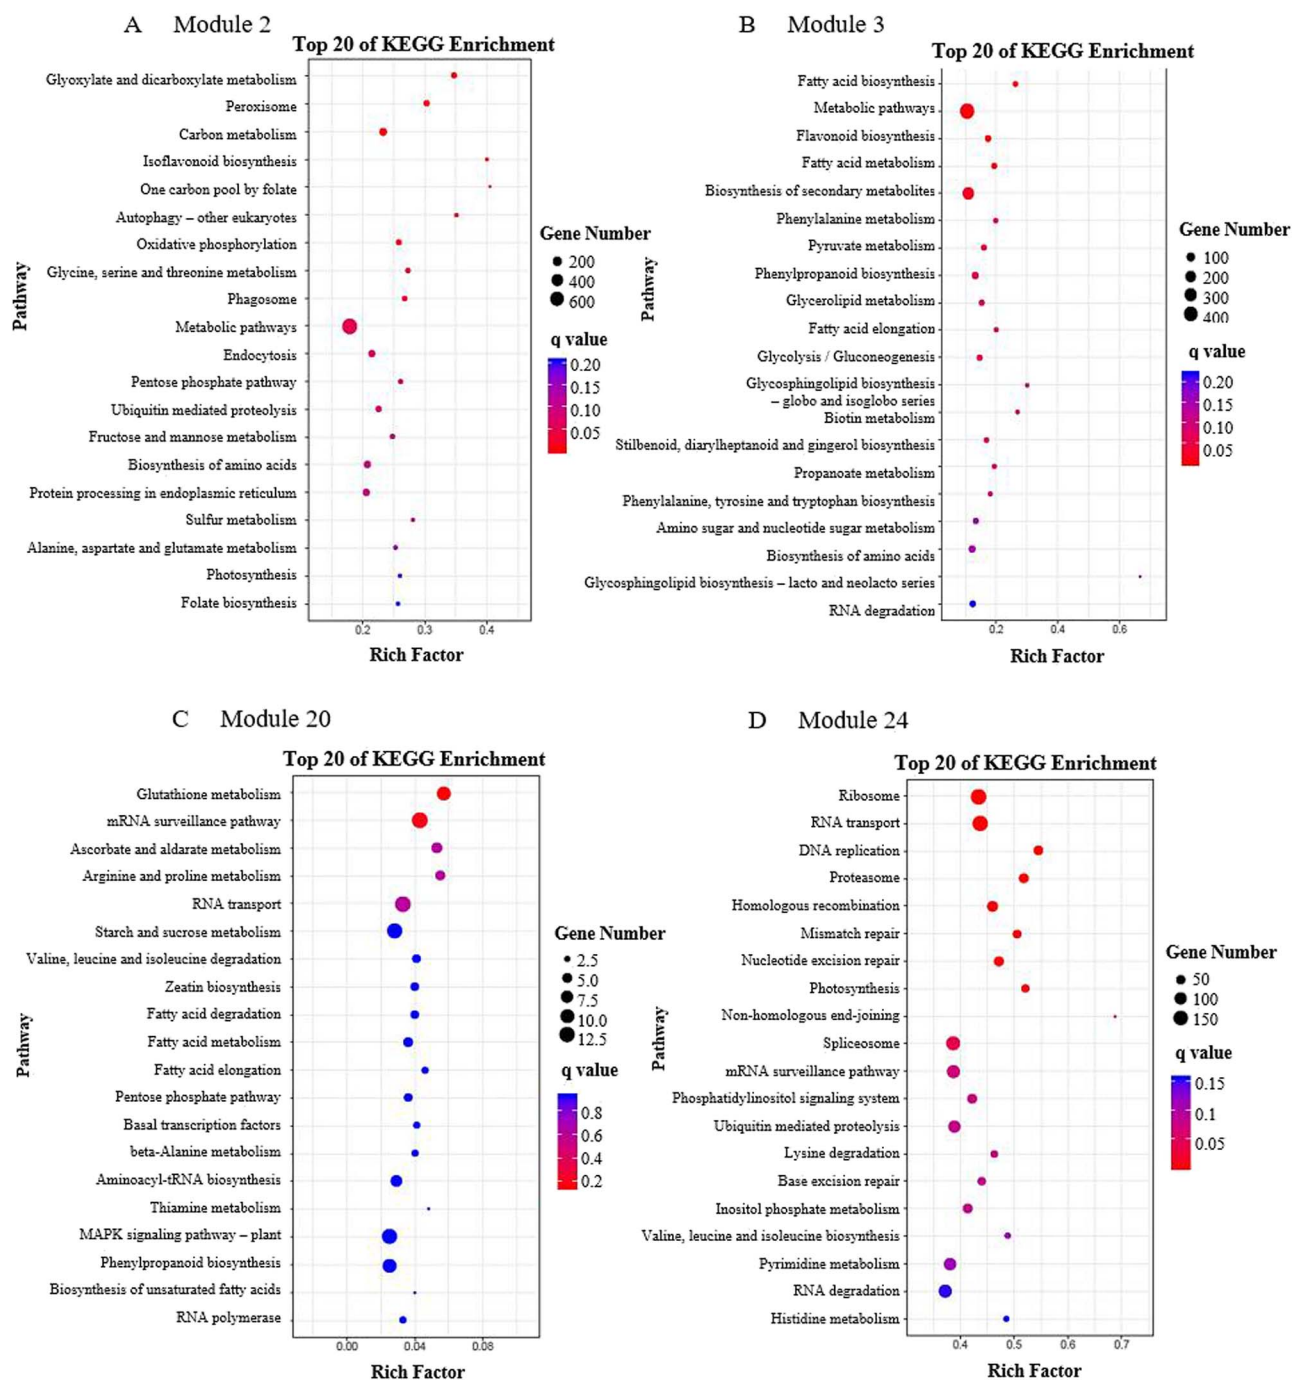 A Module 2
Top 20 of KEGG Enrichment
Glyoxylate and dicarboxylate metabolism
Peroxisome
Carbon metabolism
Isoflavonoid biosynthesis
One carbon pool by folate
Autophagy – other eukaryotes
Oxidative phosphorylation
Glycine, serine and threonine metabolism
Phagosome
Metabolic pathways
Endocytosis
Pentose phosphate pathway
Ubiquitin mediated proteolysis
Fructose and mannose metabolism
Biosynthesis of amino acids
Protein processing in endoplasmic reticulum
Sulfur metabolism
Alanine, aspartate and glutamate metabolism
Photosynthesis
Folate biosynthesis
Pathway
0.2 0.3 0.4
Rich Factor
Gene Number
200
400
600
q value
0.20
0.15
0.10
0.05
B Module 3
Top 20 of KEGG Enrichment
Fatty acid biosynthesis
Metabolic pathways
Flavonoid biosynthesis
Fatty acid metabolism
Biosynthesis of secondary metabolites
Phenylalanine metabolism
Pyruvate metabolism
Phenylpropanoid biosynthesis
Glycerolipid metabolism
Fatty acid elongation
Glycolysis / Gluconeogenesis
Glycosphingolipid biosynthesis
– globo and isoglobo series
Biotin metabolism
Stilbenoid, diarylheptanoid and gingerol biosynthesis
Propanoate metabolism
Phenylalanine, tyrosine and tryptophan biosynthesis
Amino sugar and nucleotide sugar metabolism
Biosynthesis of amino acids
Glycosphingolipid biosynthesis – lacto and neolacto series
RNA degradation
Pathway
0.2 0.4 0.6
Rich Factor
Gene Number
100
200
300
400
q value
0.20
0.15
0.10
0.05
C Module 20
Top 20 of KEGG Enrichment
Glutathione metabolism
mRNA surveillance pathway
Ascorbate and aldarate metabolism
Arginine and proline metabolism
RNA transport
Starch and sucrose metabolism
Valine, leucine and isoleucine degradation
Zeatin biosynthesis
Fatty acid degradation
Fatty acid metabolism
Fatty acid elongation
Pentose phosphate pathway
Basal transcription factors
beta-Alanine metabolism
Aminoacyl-tRNA biosynthesis
Thiamine metabolism
MAPK signaling pathway – plant
Phenylpropanoid biosynthesis
Biosynthesis of unsaturated fatty acids
RNA polymerase
Pathway
0.00 0.04 0.08
Rich Factor
Gene Number
2.5
5.0
7.5
10.0
12.5
q value
0.8
0.6
0.4
0.2
D Module 24
Top 20 of KEGG Enrichment
Ribosome
RNA transport
DNA replication
Proteasome
Homologous recombination
Mismatch repair
Nucleotide excision repair
Photosynthesis
Non-homologous end-joining
Spliceosome
mRNA surveillance pathway
Phosphatidylinositol signaling system
Ubiquitin mediated proteolysis
Lysine degradation
Base excision repair
Inositol phosphate metabolism
Valine, leucine and isoleucine biosynthesis
Pyrimidine metabolism
RNA degradation
Histidine metabolism
Pathway
0.4 0.5 0.6 0.7
Rich Factor
Gene Number
50
100
150
q value
0.15
0.1
0.05